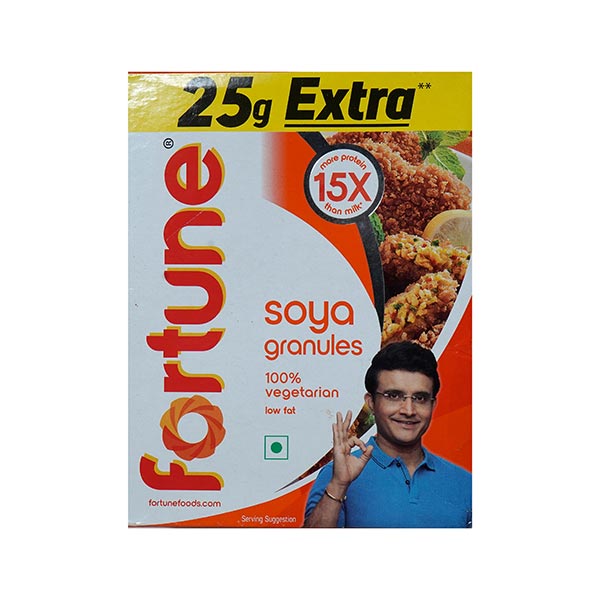 25g Extra**
fortune®
more protein
15X
than milk*
soya
granules
100%
vegetarian
low fat
fortunefoods.com
Serving Suggestion